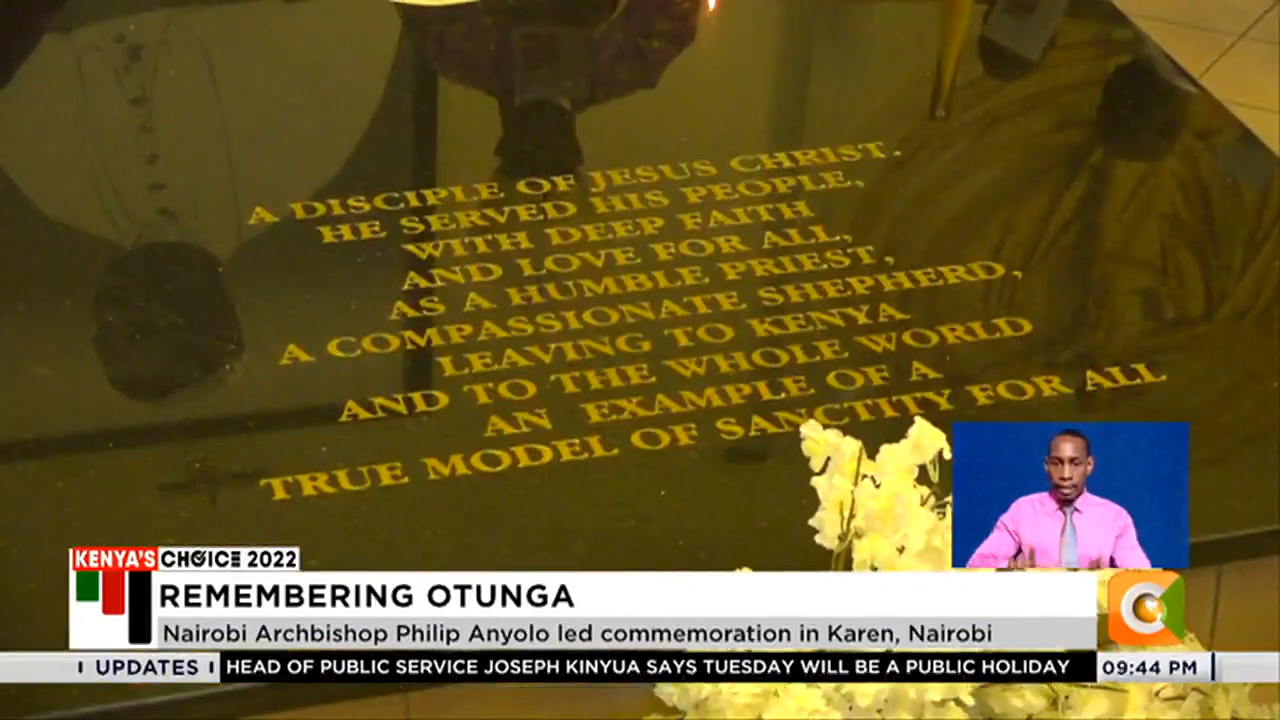 A DISCIPLE OF JESUS CHRIST.
HE SERVED HIS PEOPLE,
WITH DEEP FAITH
AND LOVE FOR ALL,
AS A HUMBLE PRIEST,
A COMPASSIONATE SHEPHERD,
LEAVING TO KENYA
AND TO THE WHOLE WORLD
AN EXAMPLE OF A
TRUE MODEL OF SANCTITY FOR ALL
KENYA'S CHOICE 2022
REMEMBERING OTUNGA
Nairobi Archbishop Philip Anyolo led commemoration in Karen, Nairobi
UPDATES HEAD OF PUBLIC SERVICE JOSEPH KINYUA SAYS TUESDAY WILL BE A PUBLIC HOLIDAY 09:44 PM